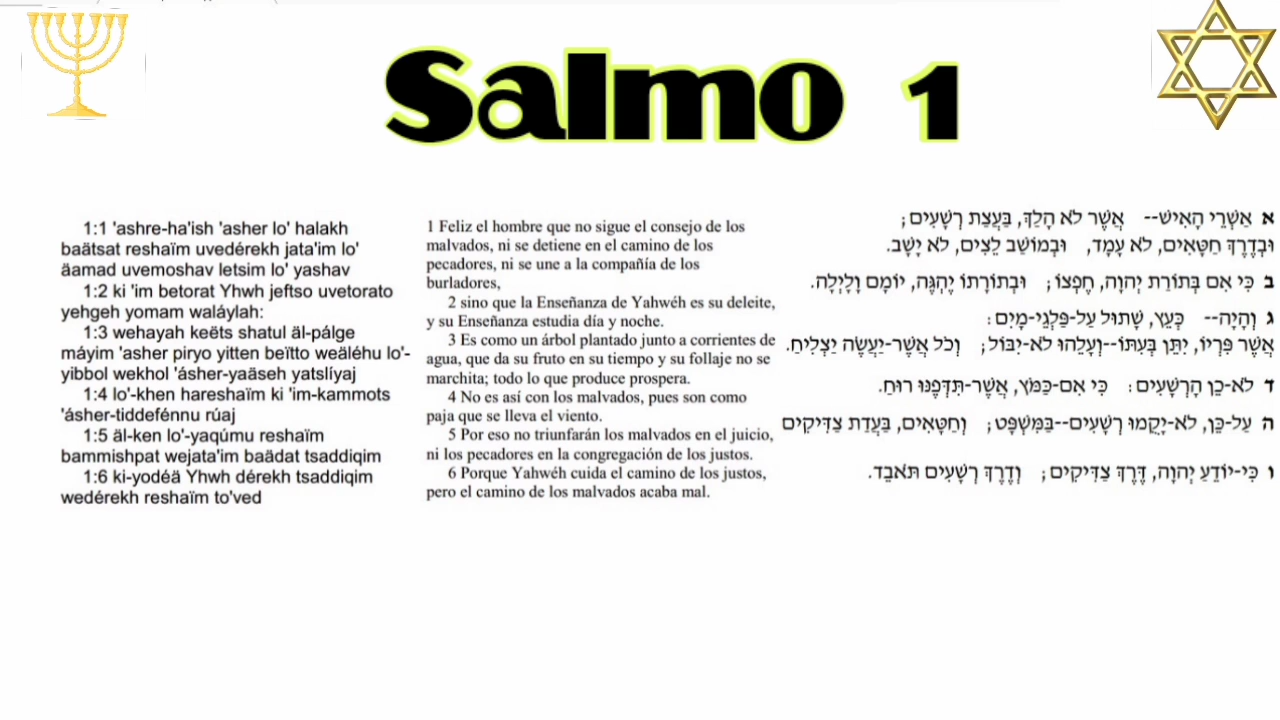 Salmo 1
1:1 'ashre-ha'ish 'asher lo' halakh
baätsat reshaïm uvedérekh jata'im lo'
äamad uvemoshav letsim lo' yashav
1:2 ki 'im betorat Yhwh jeftso uvetorato
yehgeh yomam waláylah:
1:3 wehayah keëts shatul äl-pálge
máyim 'asher piryo yitten beïtto weäléhu lo'-
yibbol wekhol 'ásher-yaäseh yatslíyaj
1:4 lo'-khen hareshaïm ki 'im-kammots
'ásher-tiddefénnu rúaj
1:5 äl-ken lo'-yaqúmu reshaïm
bammishpat wejata'im baädat tsaddiqim
1:6 ki-yodéä Yhwh dérekh tsaddiqim
wedérekh reshaïm to'ved
1 Feliz el hombre que no sigue el consejo de los
malvados, ni se detiene en el camino de los
pecadores, ni se une a la compañía de los
burladores,
2 sino que la Enseñanza de Yahwéh es su deleite,
y su Enseñanza estudia día y noche.
3 Es como un árbol plantado junto a corrientes de
agua, que da su fruto en su tiempo y su follaje no se
marchita; todo lo que produce prospera.
4 No es así con los malvados, pues son como
paja que se lleva el viento.
5 Por eso no triunfarán los malvados en el juicio,
ni los pecadores en la congregación de los justos.
6 Porque Yahwéh cuida el camino de los justos,
pero el camino de los malvados acaba mal.
א אַשְׁרֵי הָאִישׁ-- אֲשֶׁר לֹא הָלַךְ, בַּעֲצַת רְשָׁעִים;
וּבְדֶרֶךְ חַטָּאִים, לֹא עָמָד, וּבְמוֹשַׁב לֵצִים, לֹא יָשָׁב.
ב כִּי אִם בְּתוֹרַת יְהוָה, חֶפְצוֹ; וּבְתוֹרָתוֹ יֶהְגֶּה, יוֹמָם וָלָיְלָה.
ג וְהָיָה-- כְּעֵץ, שָׁתוּל עַל-פַּלְגֵי-מָיִם:
אֲשֶׁר פִּרְיוֹ, יִתֵּן בְּעִתּוֹ--וְעָלֵהוּ לֹא-יִבּוֹל; וְכֹל אֲשֶׁר-יַעֲשֶׂה יַצְלִיחַ.
ד לֹא-כֵן הָרְשָׁעִים: כִּי אִם-כַּמֹּץ, אֲשֶׁר-תִּדְּפֶנּוּ רוּחַ.
ה עַל-כֵּן, לֹא-יָקֻמוּ רְשָׁעִים--בַּמִּשְׁפָּט; וְחַטָּאִים, בַּעֲדַת צַדִּיקִים
ו כִּי-יוֹדֵעַ יְהוָה, דֶּרֶךְ צַדִּיקִים; וְדֶרֶךְ רְשָׁעִים תֹּאבֵד.